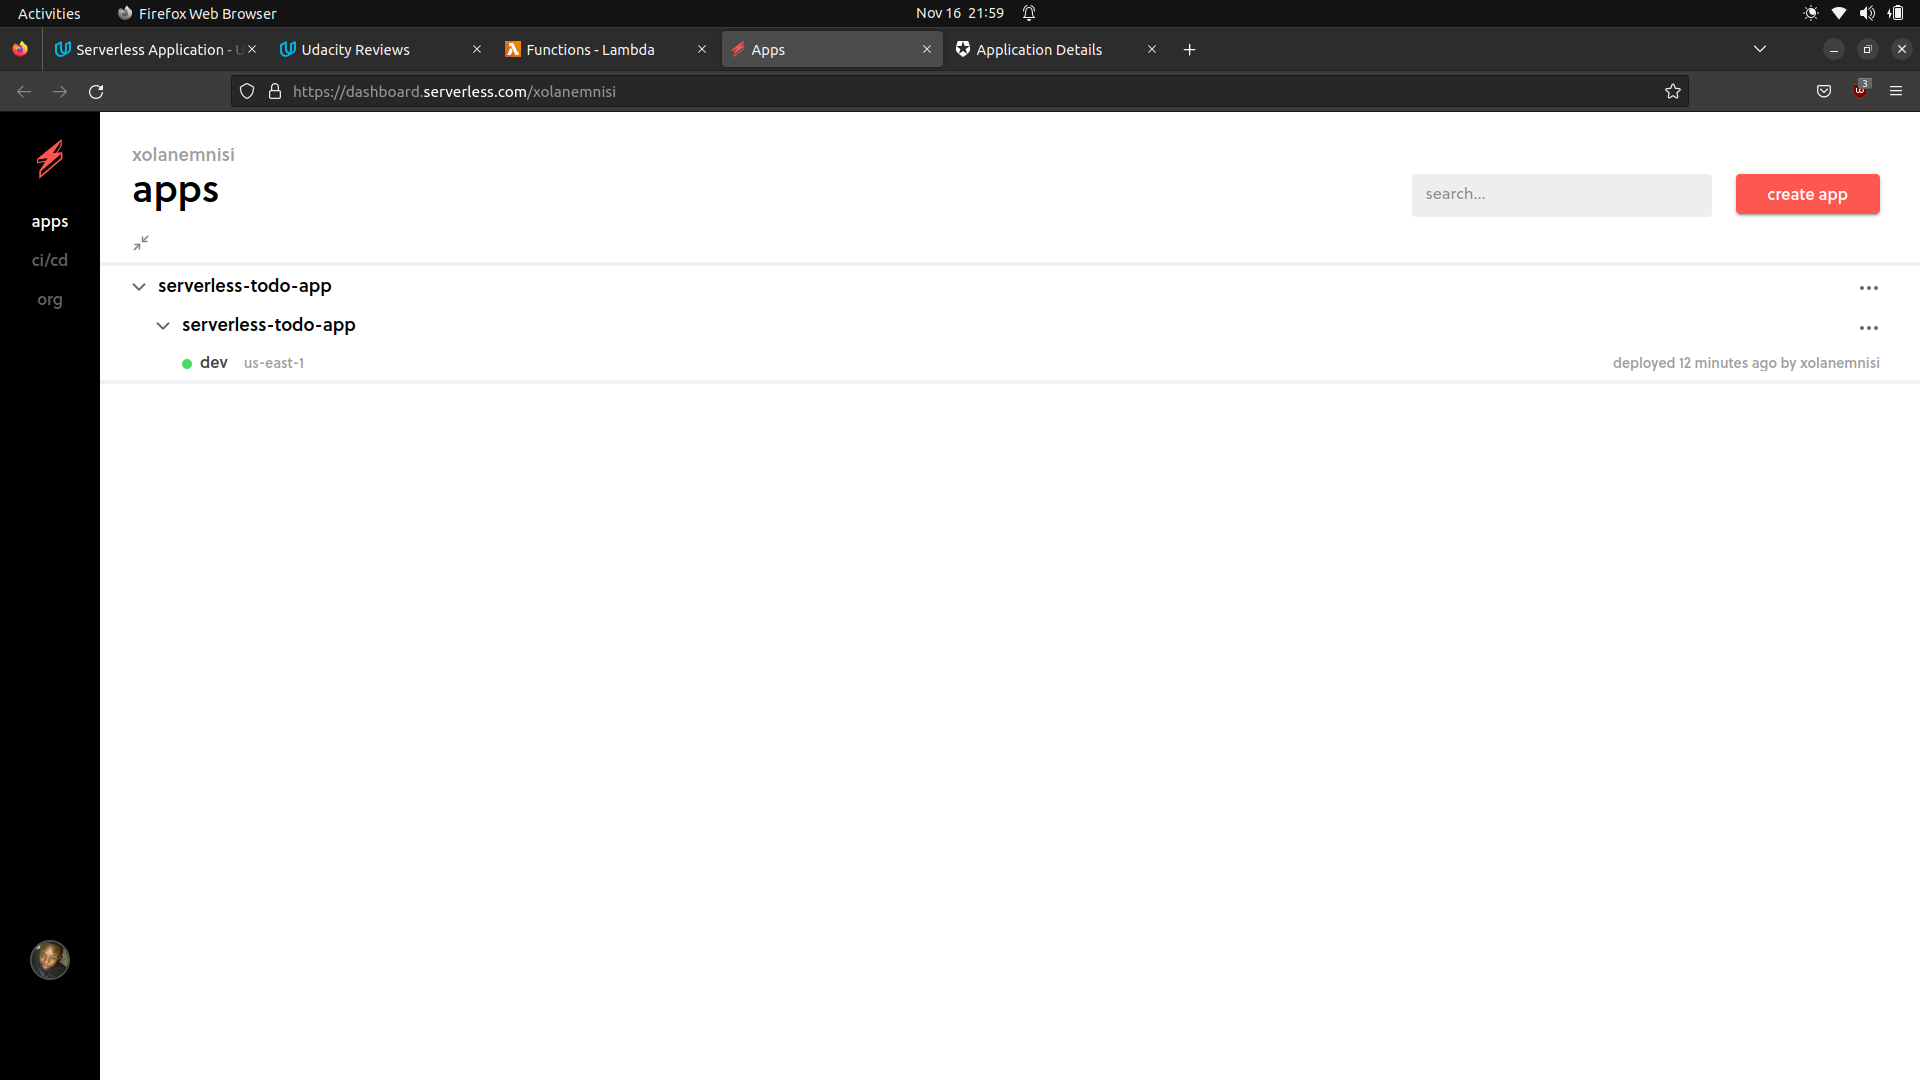 Activities Firefox Web Browser Nov 16 21:59
Serverless Application - U Udacity Reviews Functions - Lambda Apps Application Details
https://dashboard.serverless.com/xolanemnisi 3
xolanemnisi
apps
search...
create app
apps
ci/cd
org
serverless-todo-app
serverless-todo-app
dev us-east-1 deployed 12 minutes ago by xolanemnisi